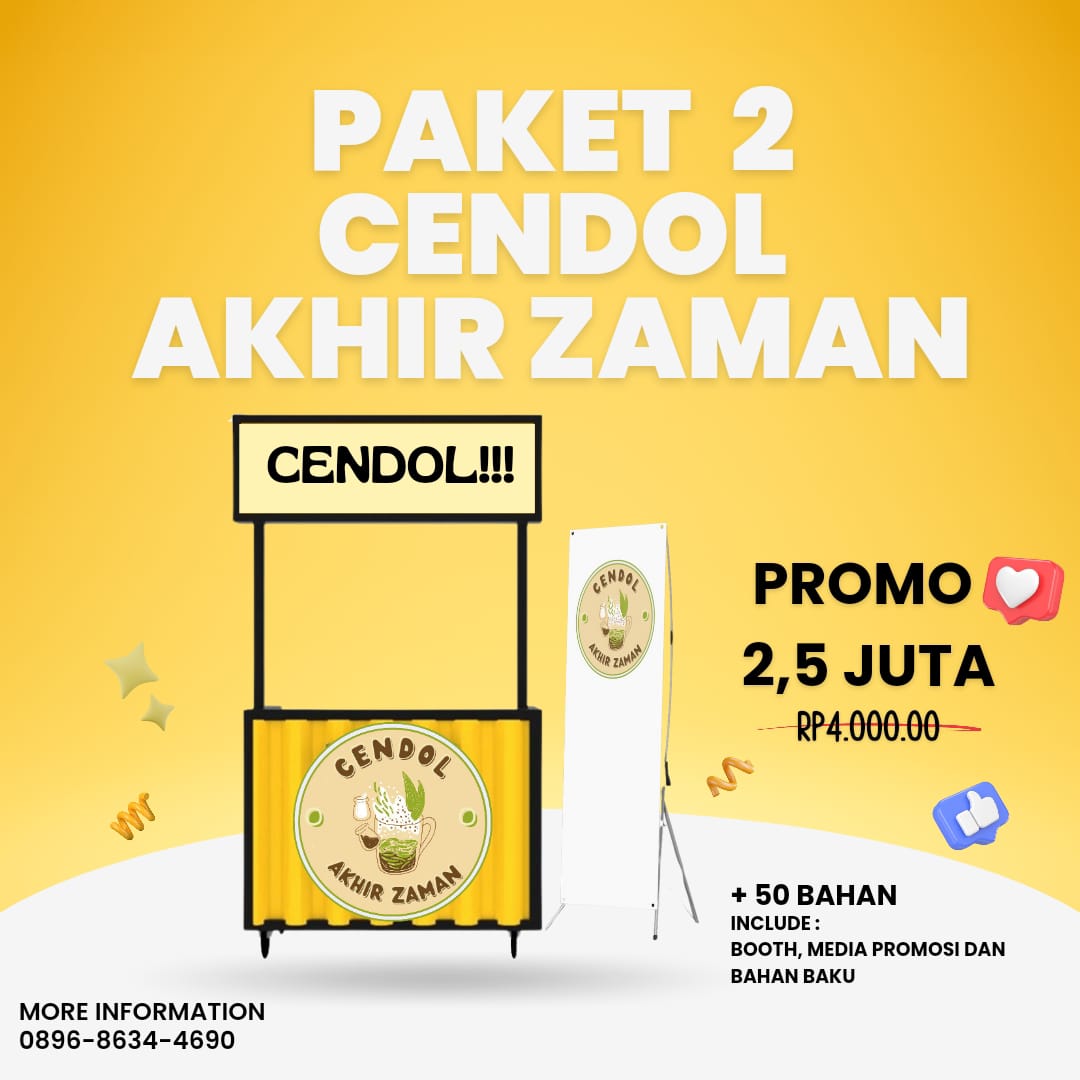 PAKET 2
CENDOL
AKHIR ZAMAN
CENDOL!!!
CENDOL
AKHIR ZAMAN
CENDOL
AKHIR ZAMAN
PROMO
2,5 JUTA
RP4.000.00
+ 50 BAHAN
INCLUDE :
BOOTH, MEDIA PROMOSI DAN
BAHAN BAKU
MORE INFORMATION
0896-8634-4690